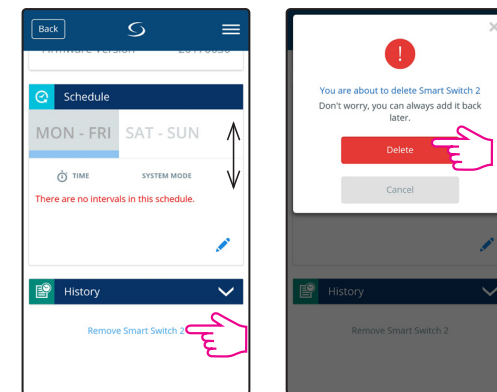 Back
Schedule
MON - FRI
SAT - SUN
TIME
SYSTEM MODE
There are no intervals in this schedule.
History
Remove Smart Switch 2
!
You are about to delete Smart Switch 2
Don't worry, you can always add it back
later.
Delete
Cancel
History
Remove Smart Switch 2